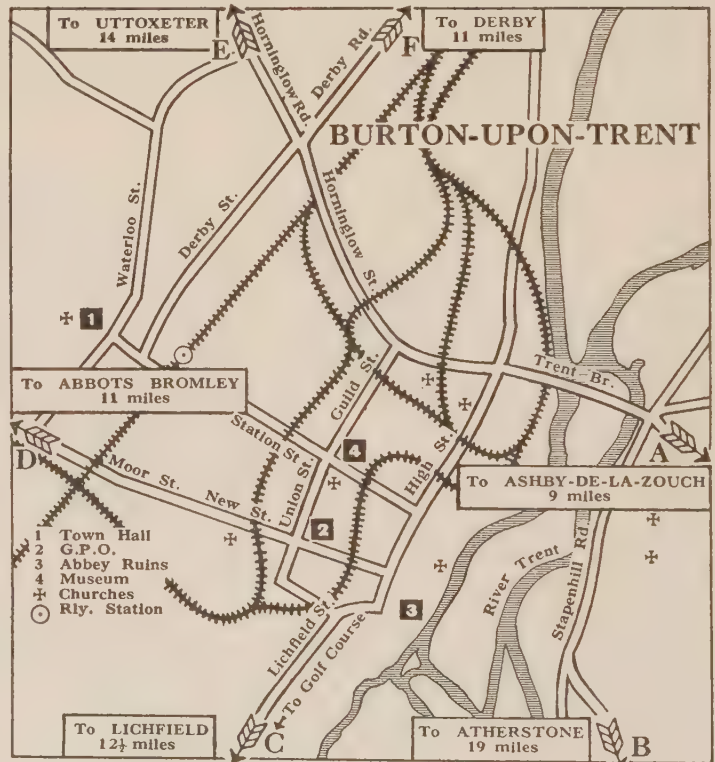 To UTTOXETER
14 miles
E
Horninglow Rd.
Derby Rd.
F
To DERBY
11 miles
BURTON-UPON-TRENT
Waterloo St.
Derby St.
Horninglow St.
1
To ABBOTS BROMLEY
11 miles
Guild St.
Trent Br.
A
D
Moor St.
New St.
Station St.
Union St.
4
High St.
To ASHBY-DE-LA-ZOUCH
9 miles
2
1 Town Hall
2 G.P.O.
3 Abbey Ruins
4 Museum
Churches
Rly. Station
3
River Trent
Stapenhill Rd
Lichfield St.
To Golf Course
To LICHFIELD
12½ miles
C
To ATHERSTONE
19 miles
B